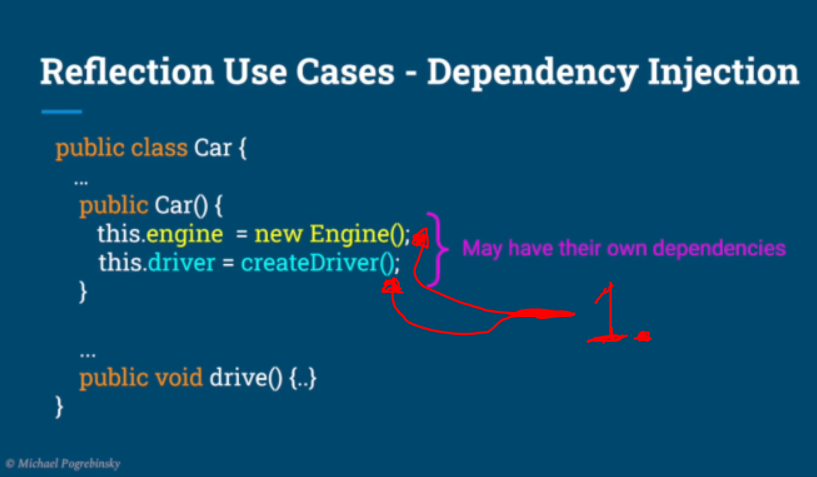 Reflection Use Cases - Dependency Injection
public class Car {
...
public Car() {
this.engine = new Engine();
this.driver = createDriver();
}
May have their own dependencies
1.
...
public void drive() {..}
}
© Michael Pogrebinsky